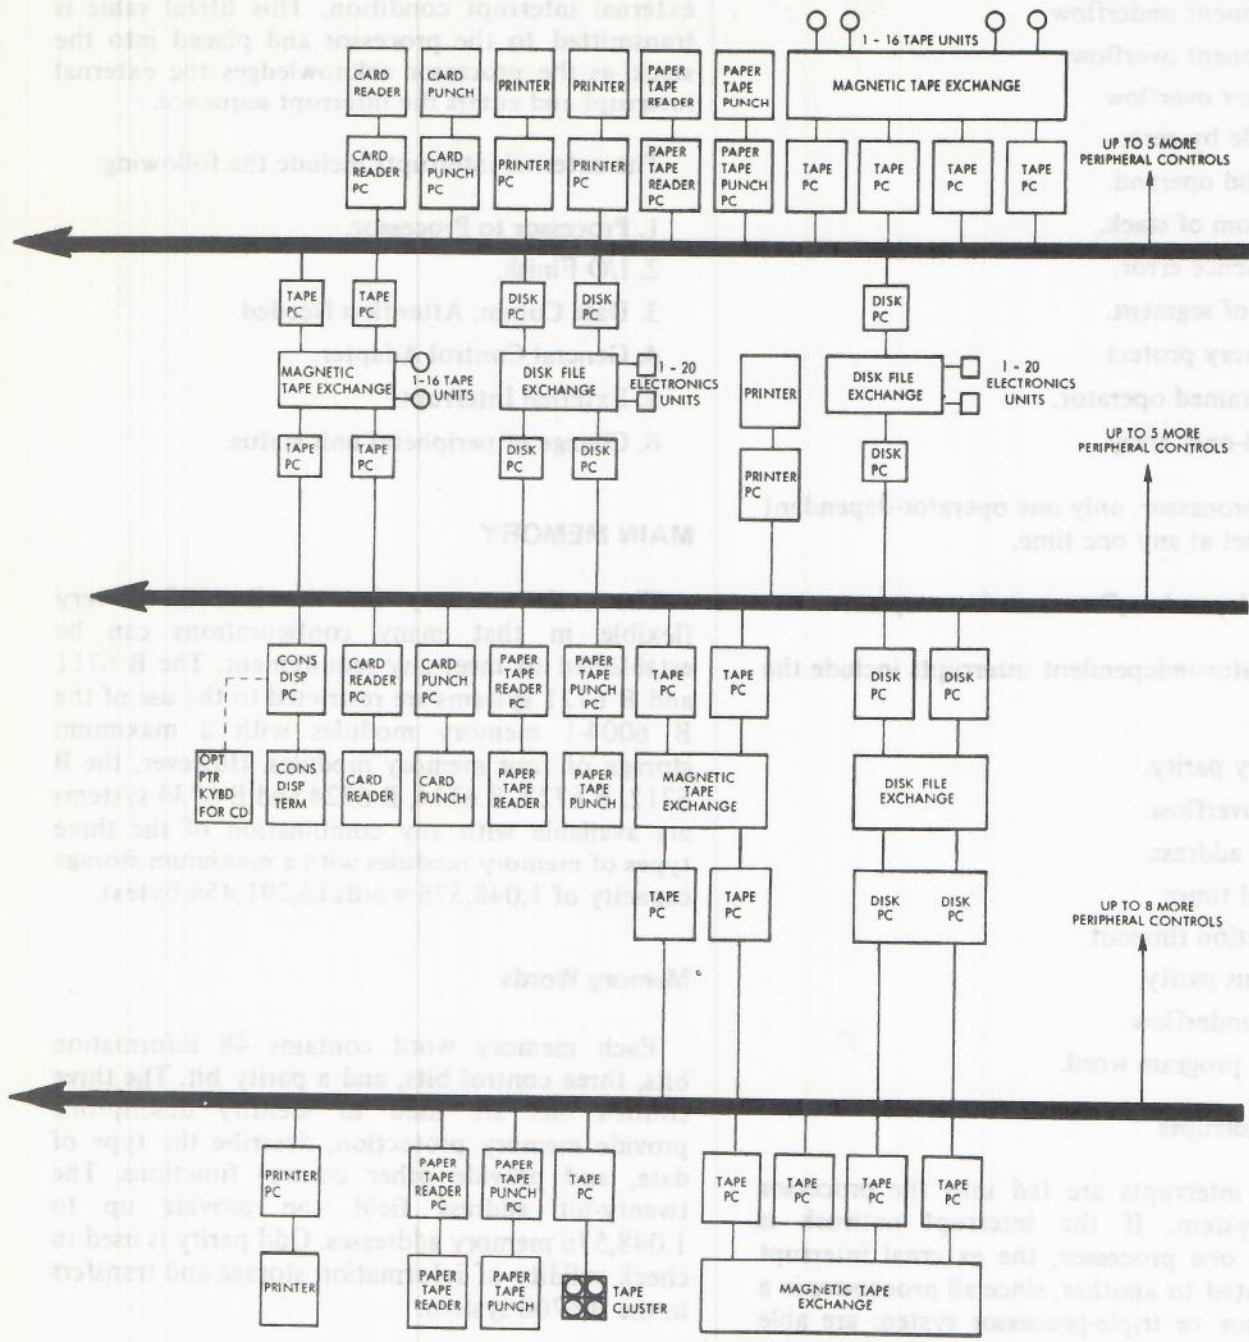 1 - 16 TAPE UNITS
CARD READER
CARD PUNCH
PRINTER
PRINTER
PAPER TAPE READER
PAPER TAPE PUNCH
MAGNETIC TAPE EXCHANGE
CARD READER PC
CARD PUNCH PC
PRINTER PC
PRINTER PC
PAPER TAPE READER PC
PAPER TAPE PUNCH PC
TAPE PC
TAPE PC
TAPE PC
TAPE PC
UP TO 5 MORE PERIPHERAL CONTROLS
TAPE PC
TAPE PC
DISK PC
DISK PC
DISK PC
MAGNETIC TAPE EXCHANGE
1-16 TAPE UNITS
DISK FILE EXCHANGE
1 - 20 ELECTRONICS UNITS
PRINTER
DISK FILE EXCHANGE
1 - 20 ELECTRONICS UNITS
TAPE PC
TAPE PC
DISK PC
DISK PC
PRINTER PC
DISK PC
UP TO 5 MORE PERIPHERAL CONTROLS
CONS DISP PC
CARD READER PC
CARD PUNCH PC
PAPER TAPE READER PC
PAPER TAPE PUNCH PC
TAPE PC
TAPE PC
DISK PC
DISK PC
OPT PTR KYBD FOR CD
CONS DISP TERM
CARD READER
CARD PUNCH
PAPER TAPE READER
PAPER TAPE PUNCH
MAGNETIC TAPE EXCHANGE
DISK FILE EXCHANGE
TAPE PC
TAPE PC
DISK PC
DISK PC
UP TO 8 MORE PERIPHERAL CONTROLS
PRINTER PC
PAPER TAPE READER PC
PAPER TAPE PUNCH PC
TAPE PC
TAPE PC
TAPE PC
TAPE PC
TAPE PC
PRINTER
PAPER TAPE READER
PAPER TAPE PUNCH
TAPE CLUSTER
MAGNETIC TAPE EXCHANGE